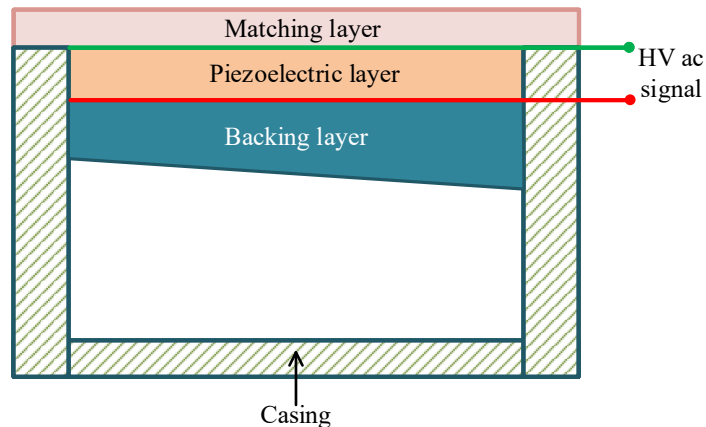 Matching layer
HV ac
signal
Piezoelectric layer
Backing layer
Casing